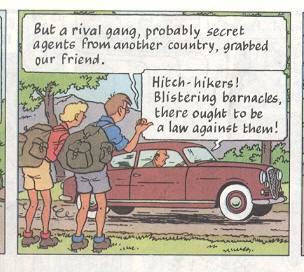 But a rival gang, probably secret
agents from another country, grabbed
our friend.
Hitch-hikers!
Blistering barnacles,
there ought to be
a law against them!